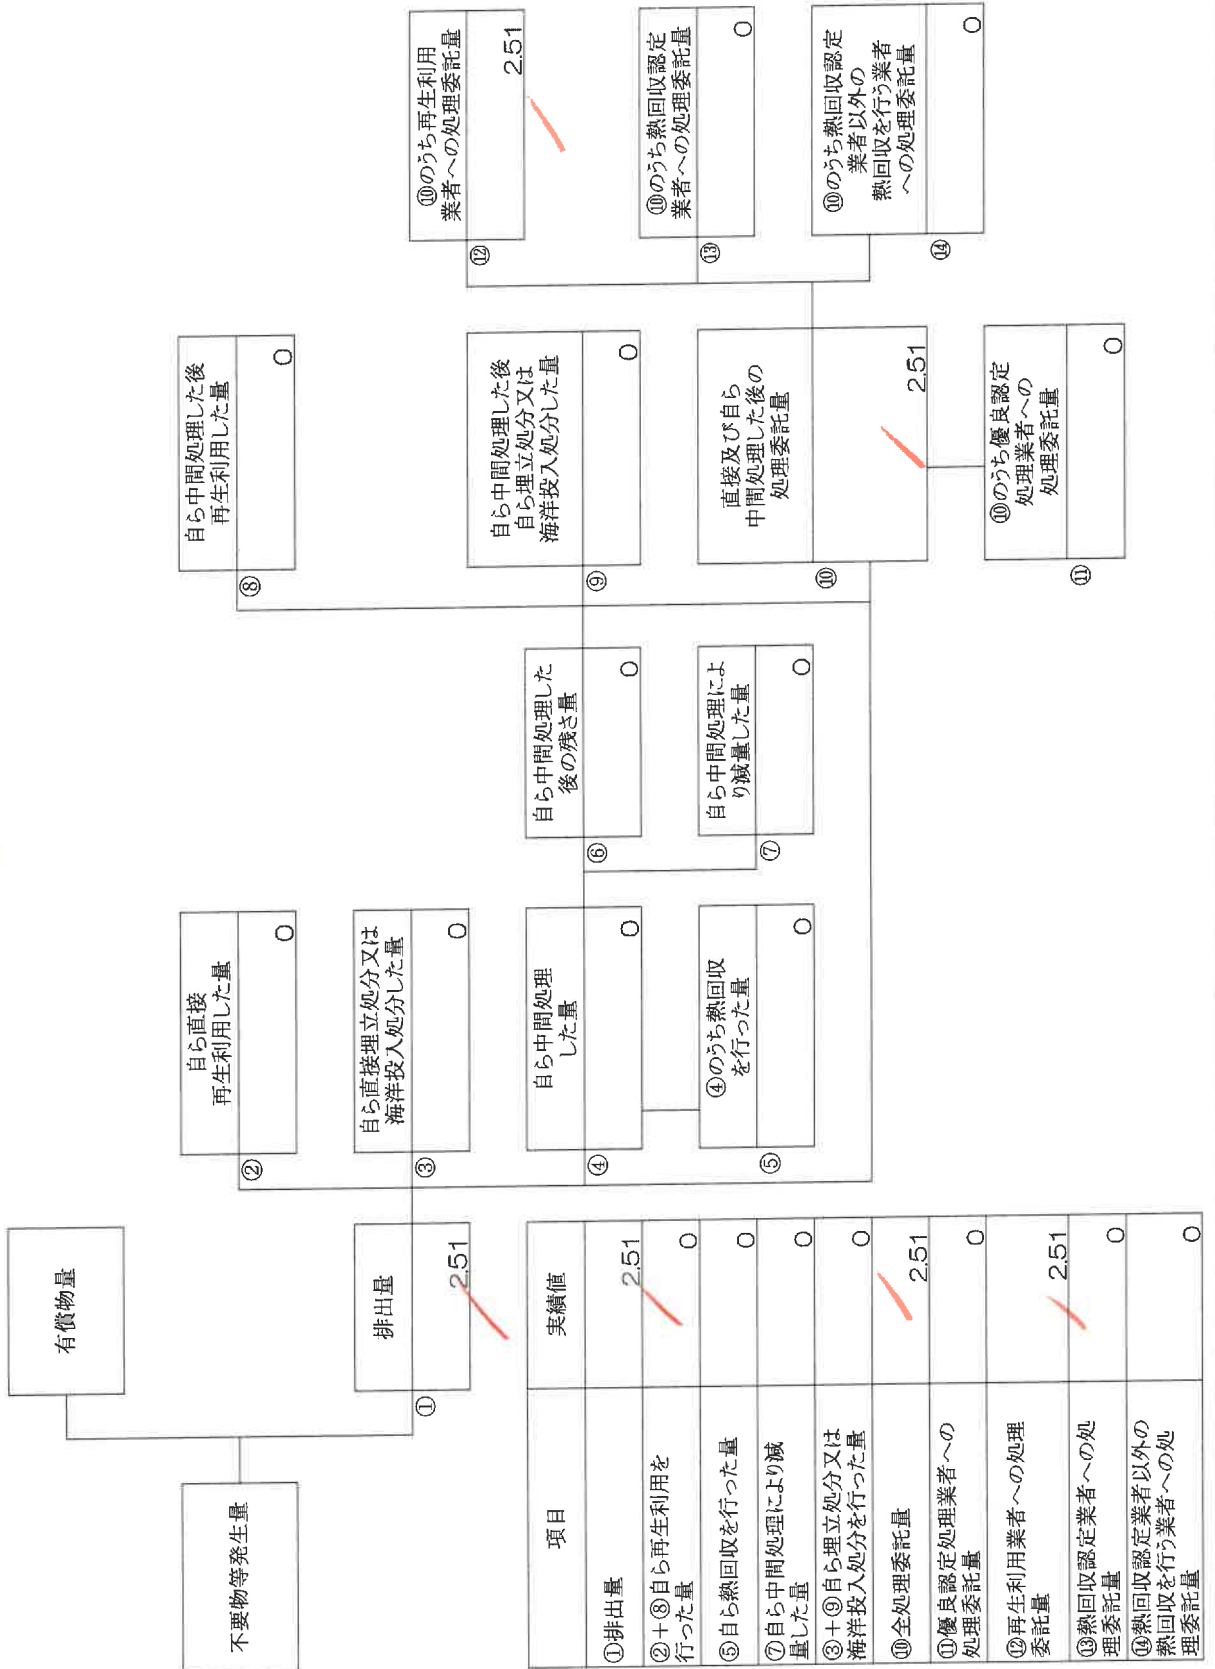 不要物等発生量
有償物量
①
排出量
2.51
②
自ら直接
再生利用した量
0
③
自ら直接埋立処分又は
海洋投入処分した量
0
④
自ら中間処理
した量
0
⑤
④のうち熱回収
を行った量
0
⑥
自ら中間処理した
後の残さ量
0
⑦
自ら中間処理によ
り減量した量
0
⑧
自ら中間処理した後
再生利用した量
0
⑨
自ら中間処理した後
自ら埋立処分又は
海洋投入処分した量
0
⑩
直接及び自ら
中間処理した後の
処理委託量
2.51
⑪
⑩のうち優良認定
処理業者への
処理委託量
0
⑫
⑩のうち再生利用
業者への処理委託量
2.51
⑬
⑩のうち熱回収認定
業者への処理委託量
0
⑭
⑩のうち熱回収認定
業者以外の
熱回収を行う業者
への処理委託量
0
項目 実績値
①排出量 2.51
②+⑧自ら再生利用を
行った量 0
⑤自ら熱回収を行った量 0
⑦自ら中間処理により減
量した量 0
③+⑨自ら埋立処分又は
海洋投入処分を行った量 0
⑩全処理委託量 2.51
⑪優良認定処理業者への
処理委託量 0
⑫再生利用業者への処理
委託量 2.51
⑬熱回収認定業者への処
理委託量 0
⑭熱回収認定業者以外の
熱回収を行う業者への処
理委託量 0